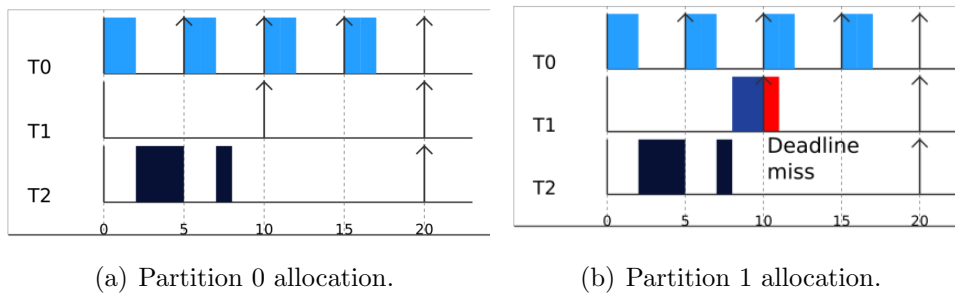 T0
T1
T2
0 5 10 15 20
(a) Partition 0 allocation.
T0
T1
Deadline
miss
T2
0 5 10 15 20
(b) Partition 1 allocation.